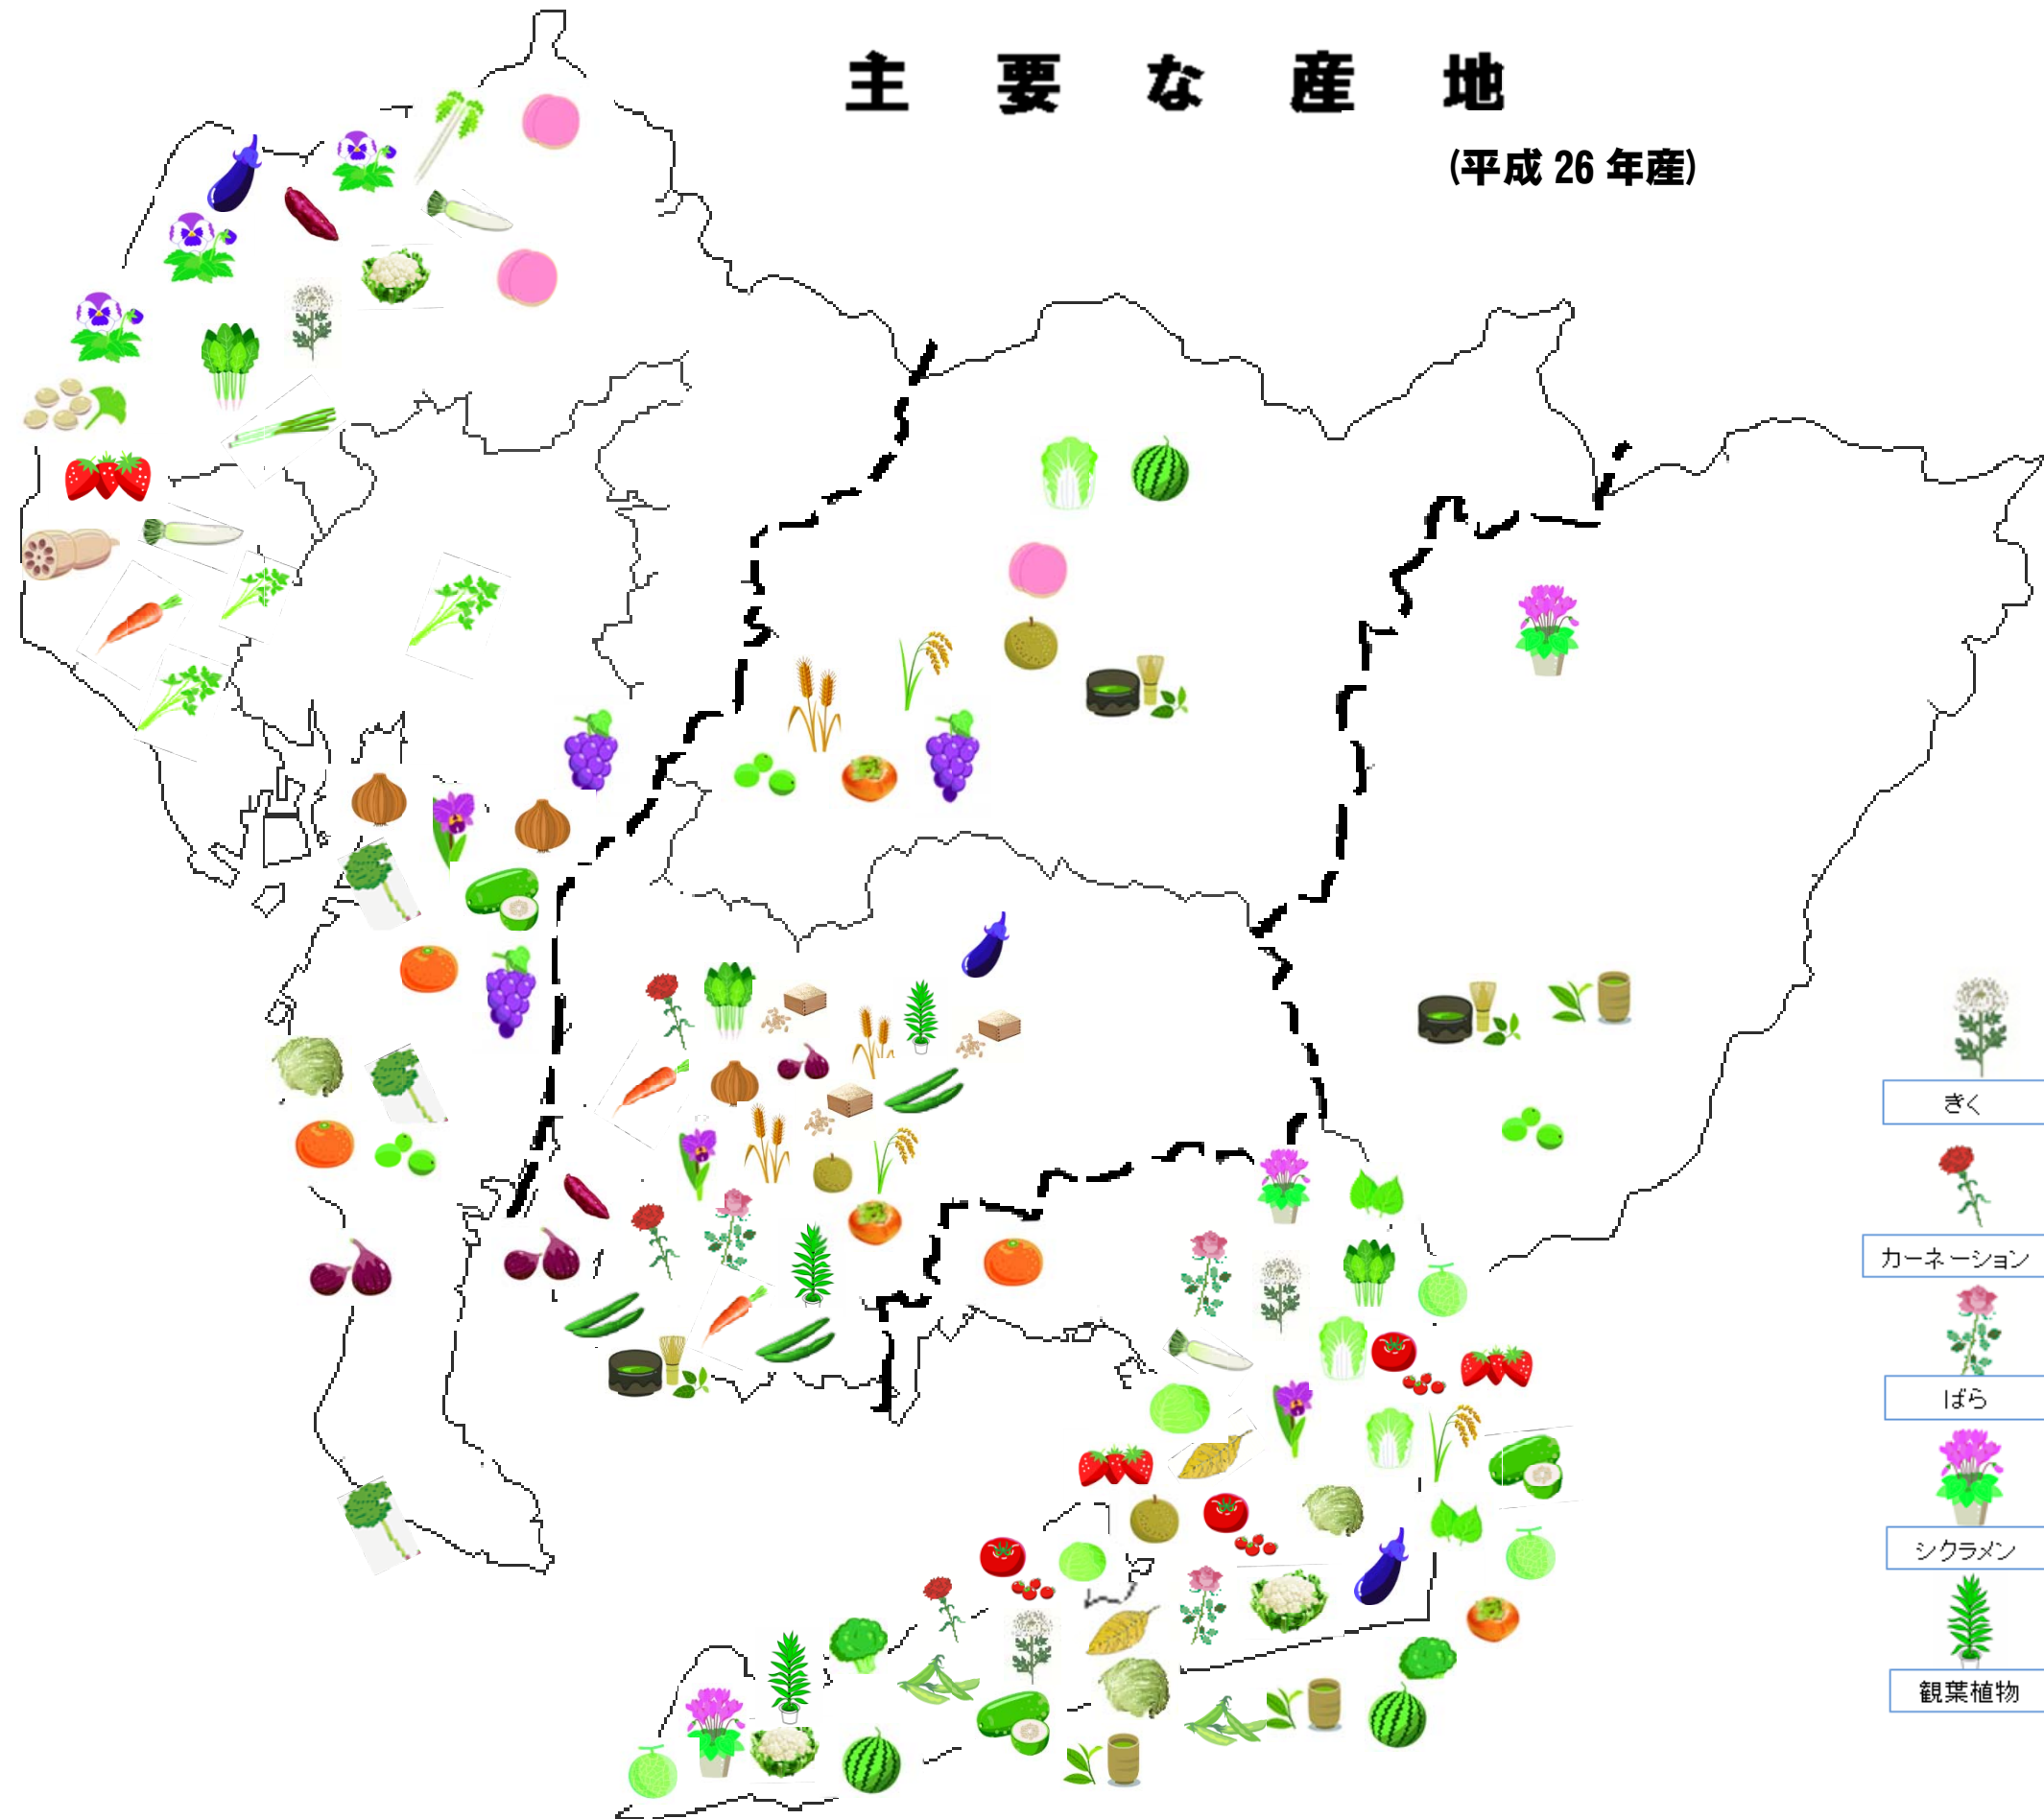 主要な産地
(平成 26 年産)
きく
カーネーション
ばら
シクラメン
観葉植物